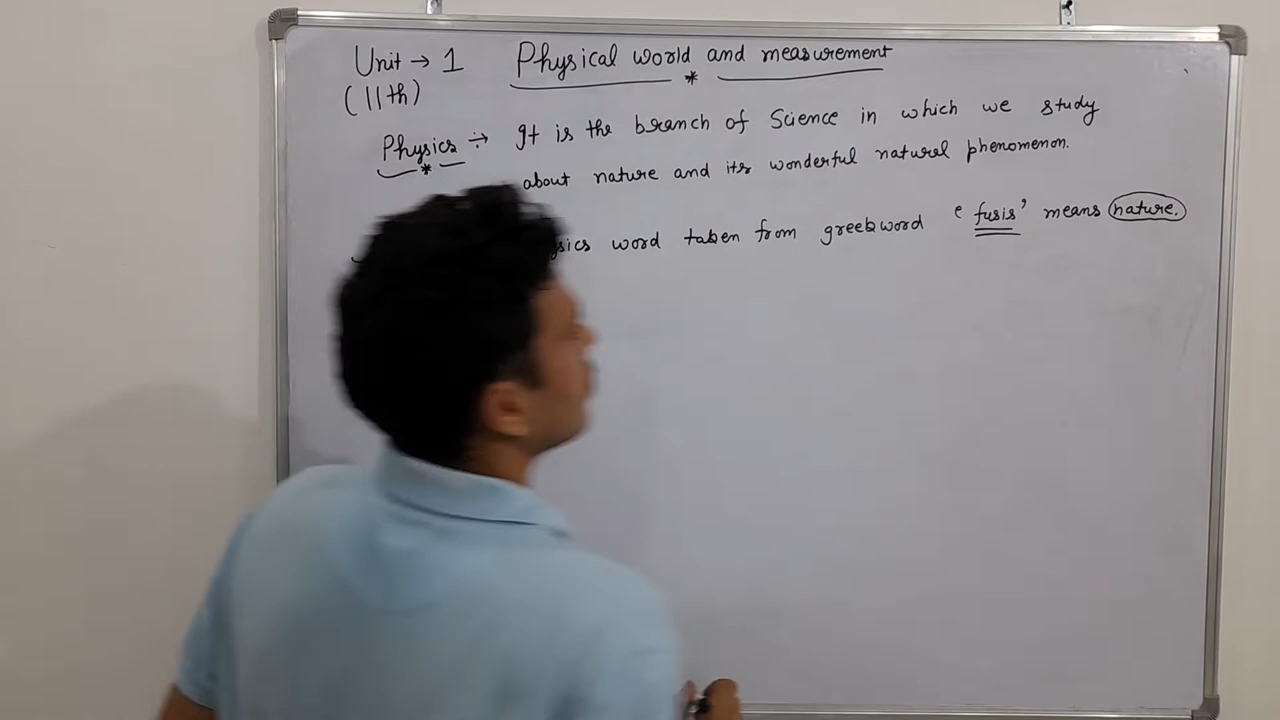 Unit → 1 Physical world and measurement
(11th)
Physics ÷→ It is the branch of Science in which we study
about nature and its wonderful natural phenomenon.
word taken from greekword ‘fusis’ means nature.